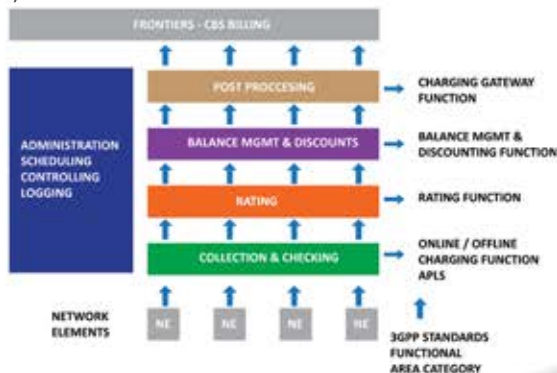 FRONTIERS - CBS BILLING
POST PROCCESING
CHARGING GATEWAY
FUNCTION
ADMINISTRATION
SCHEDULING
CONTROLLING
LOGGING
BALANCE MGMT & DISCOUNTS
BALANCE MGMT &
DISCOUNTING FUNCTION
RATING
RATING FUNCTION
COLLECTION & CHECKING
ONLINE / OFFLINE
CHARGING FUNCTION
APLS
NETWORK
ELEMENTS
NE
NE
NE
NE
3GPP STANDARDS
FUNCTIONAL
AREA CATEGORY